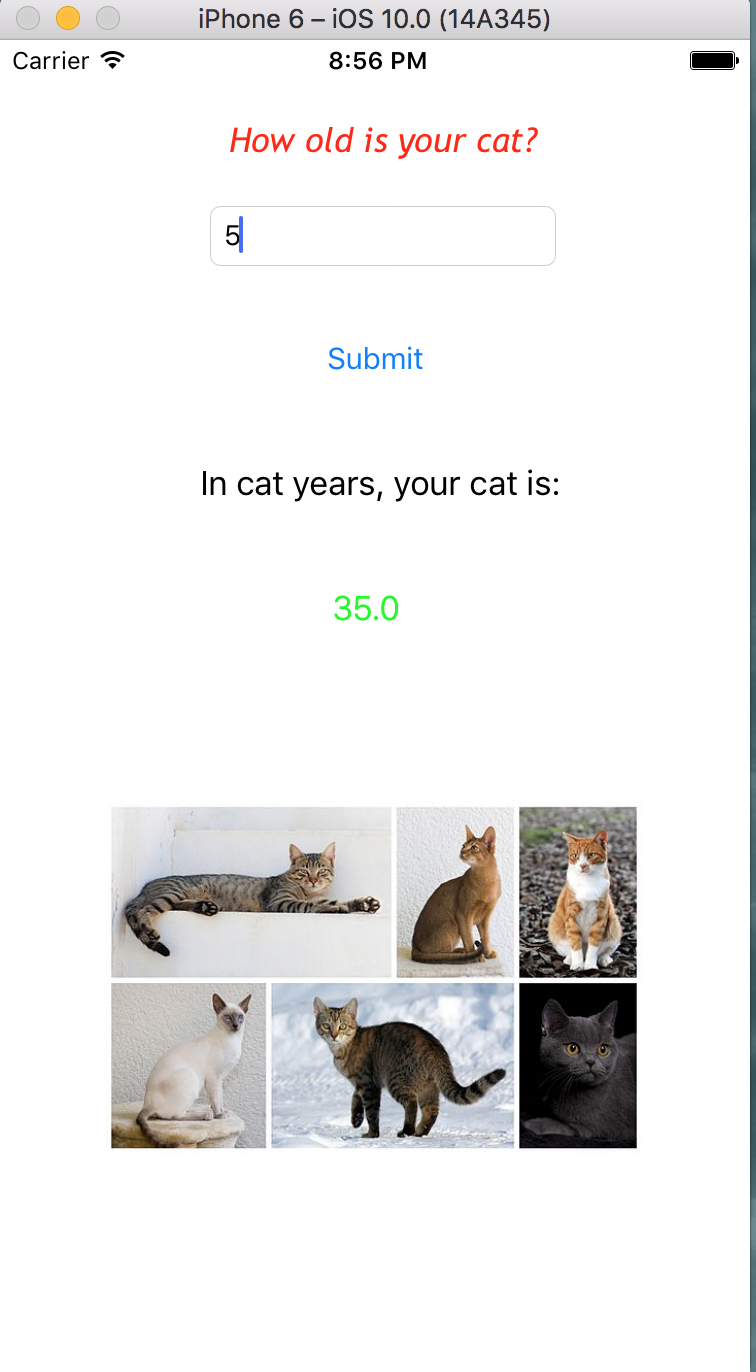 iPhone 6 – iOS 10.0 (14A345)
Carrier 8:56 PM
How old is your cat?
5
Submit
In cat years, your cat is:
35.0